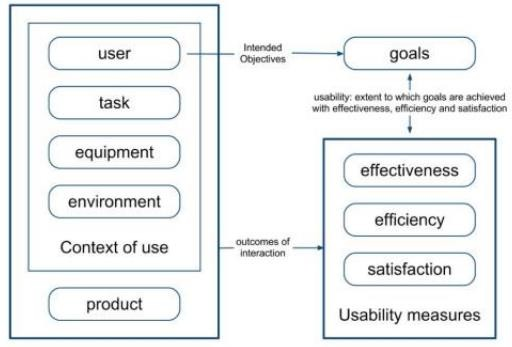 user
task
equipment
environment
Context of use
product
Intended
Objectives
goals
usability: extent to which goals are achieved
with effectiveness, efficiency and satisfaction
outcomes of
interaction
effectiveness
efficiency
satisfaction
Usability measures